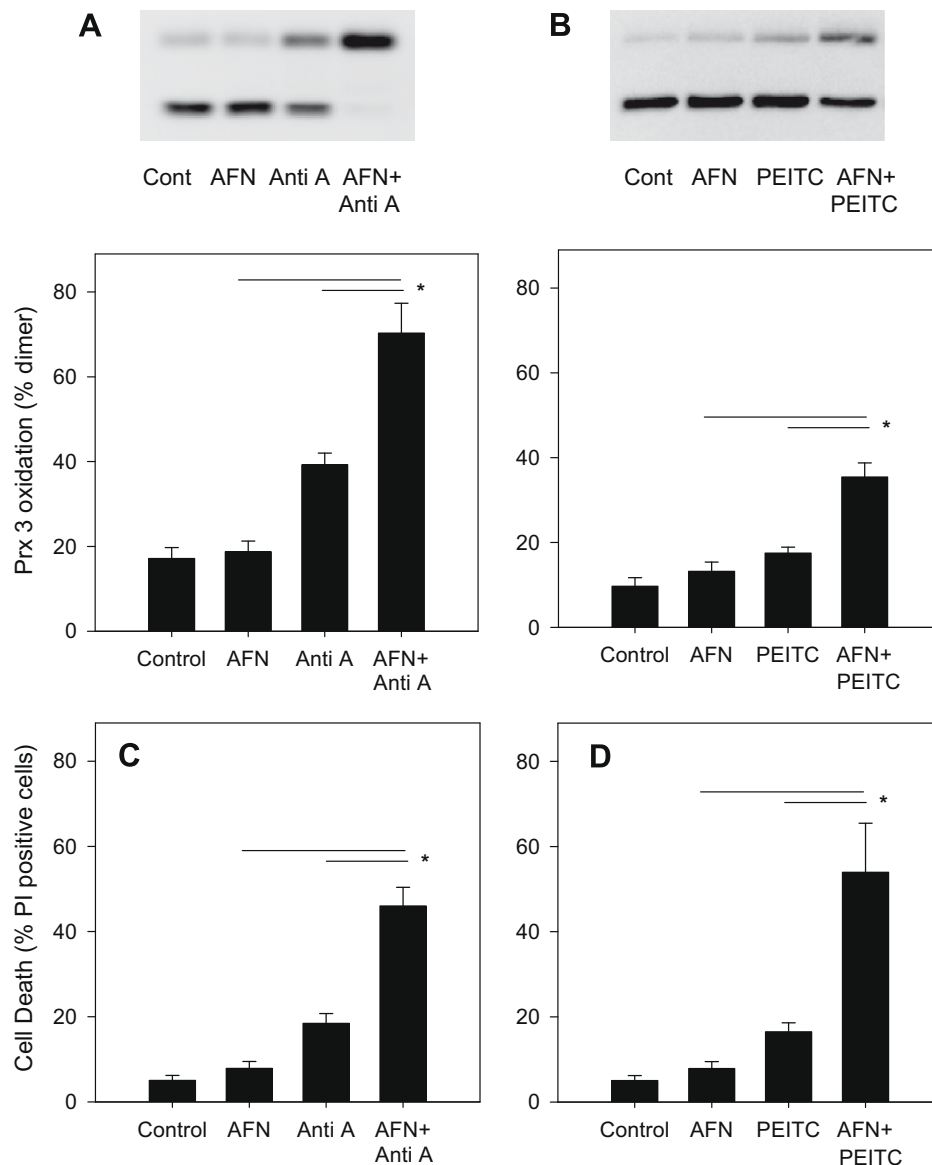 A
B
Cont AFN Anti A AFN+
Anti A
Cont AFN PEITC AFN+
PEITC
Prx 3 oxidation (% dimer)
80
60
40
20
0
*
Control AFN Anti A AFN+
Anti A
80
60
40
20
0
*
Control AFN PEITC AFN+
PEITC
Cell Death (% PI positive cells)
C
80
60
40
20
0
*
Control AFN Anti A AFN+
Anti A
D
80
60
40
20
0
*
Control AFN PEITC AFN+
PEITC